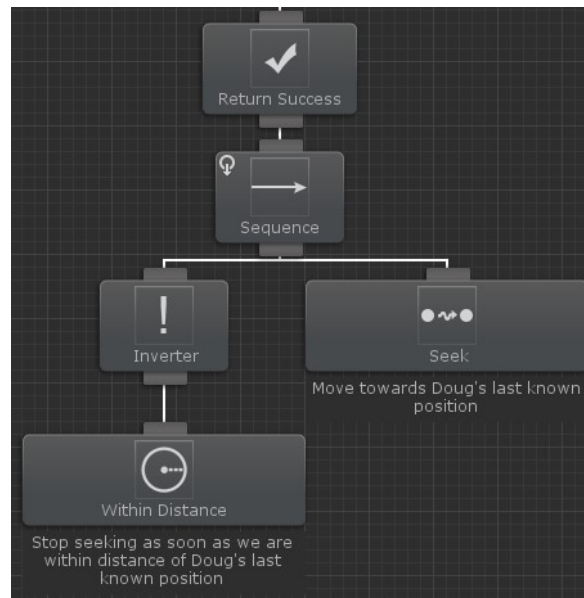 Return Success
Sequence
Inverter
Seek
Move towards Doug's last known
position
Within Distance
Stop seeking as soon as we are
within distance of Doug's last
known position